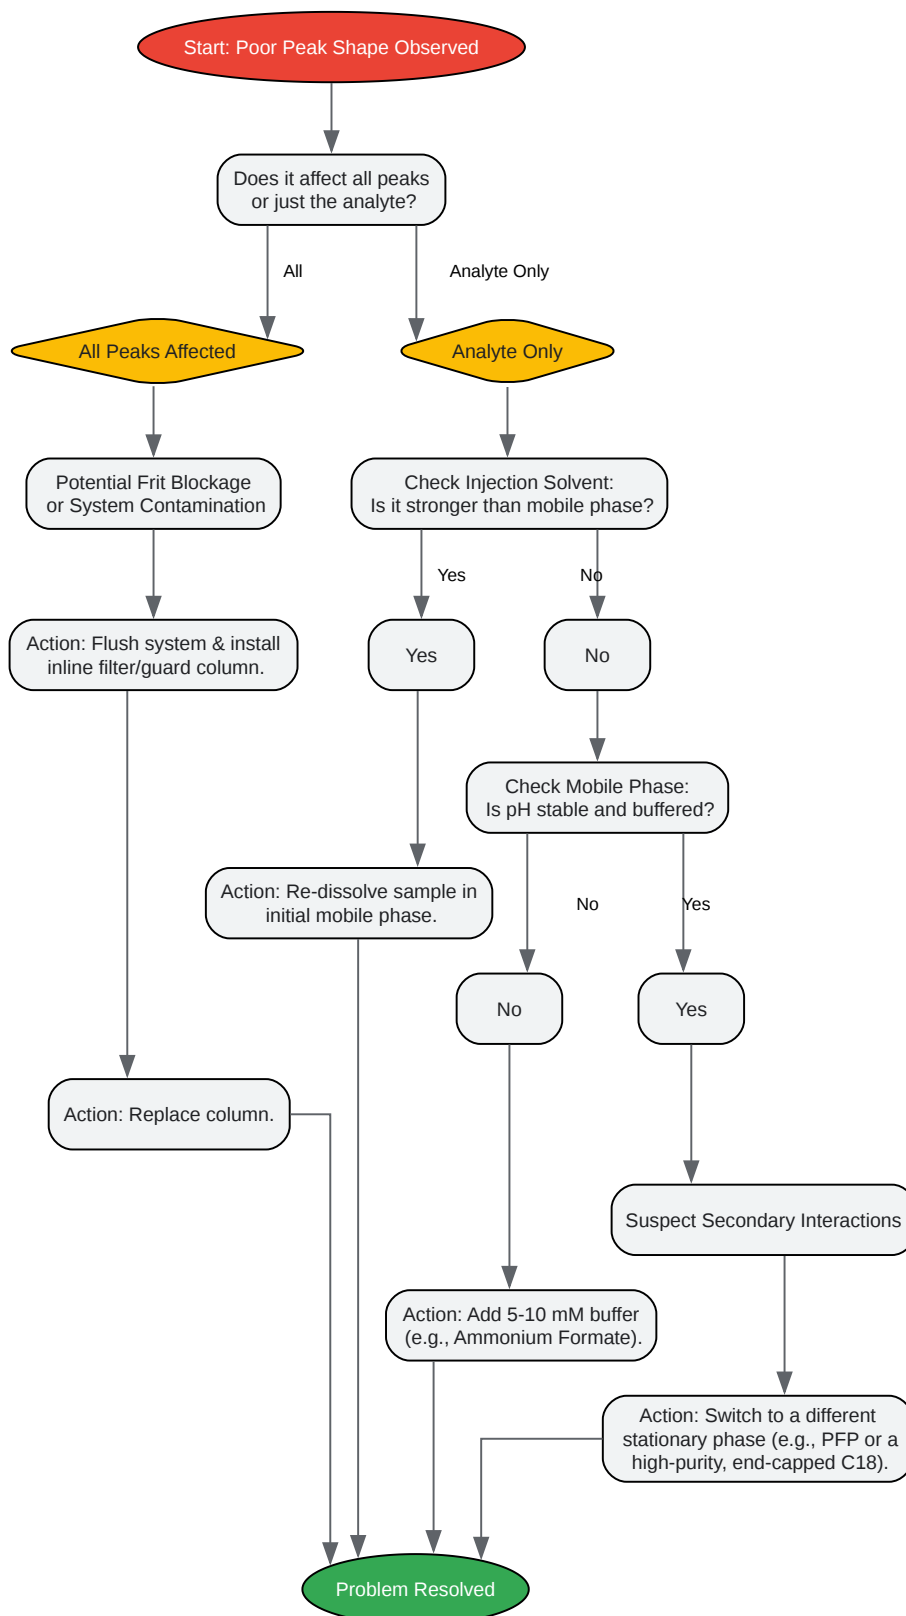 Start: Poor Peak Shape Observed
Does it affect all peaks
or just the analyte?
All
Analyte Only
All Peaks Affected
Analyte Only
Potential Frit Blockage
or System Contamination
Check Injection Solvent:
Is it stronger than mobile phase?
Yes
No
Action: Flush system & install
inline filter/guard column.
Yes
No
Check Mobile Phase:
Is pH stable and buffered?
Action: Re-dissolve sample in
initial mobile phase.
No
Yes
No
Yes
Action: Replace column.
Suspect Secondary Interactions
Action: Add 5-10 mM buffer
(e.g., Ammonium Formate).
Action: Switch to a different
stationary phase (e.g., PFP or a
high-purity, end-capped C18).
Problem Resolved